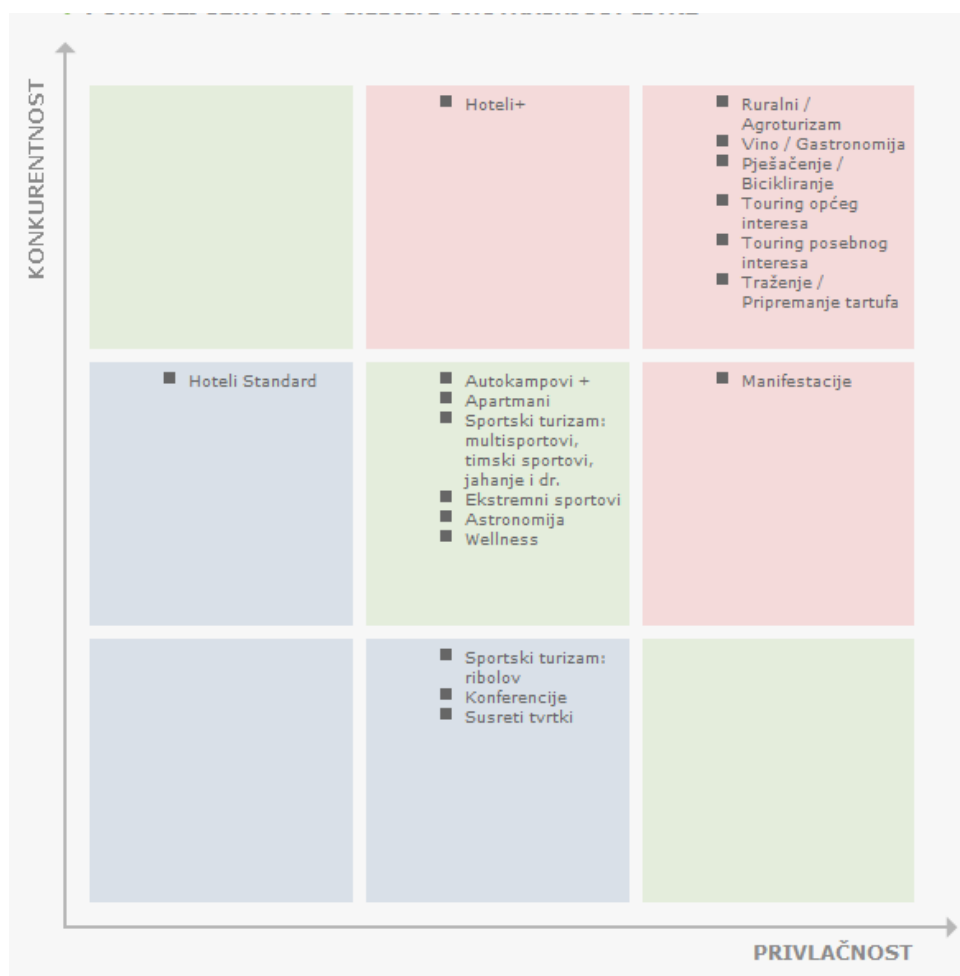 KONKURENTNOST
Hoteli+
Ruralni /
Agroturizam
Vino / Gastronomija
Pješačenje /
Bicikliranje
Touring općeg
interesa
Touring posebnog
interesa
Traženje /
Pripremanje tartufa
Hoteli Standard
Autokampovi +
Apartmani
Sportski turizam:
multisportovi,
timski sportovi,
jahanje i dr.
Ekstremni sportovi
Astronomija
Wellness
Manifestacije
Sportski turizam:
ribolov
Konferencije
Susreti tvrtki
PRIVLAČNOST